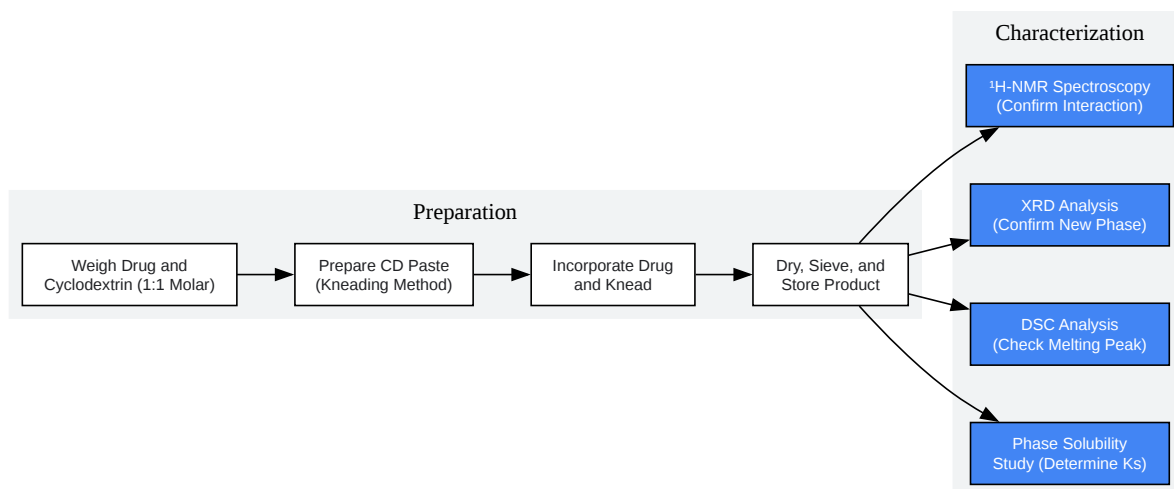 Characterization
¹H-NMR Spectroscopy
(Confirm Interaction)
XRD Analysis
(Confirm New Phase)
Preparation
Weigh Drug and
Cyclodextrin (1:1 Molar)
Prepare CD Paste
(Kneading Method)
Incorporate Drug
and Knead
Dry, Sieve, and
Store Product
DSC Analysis
(Check Melting Peak)
Phase Solubility
Study (Determine Ks)